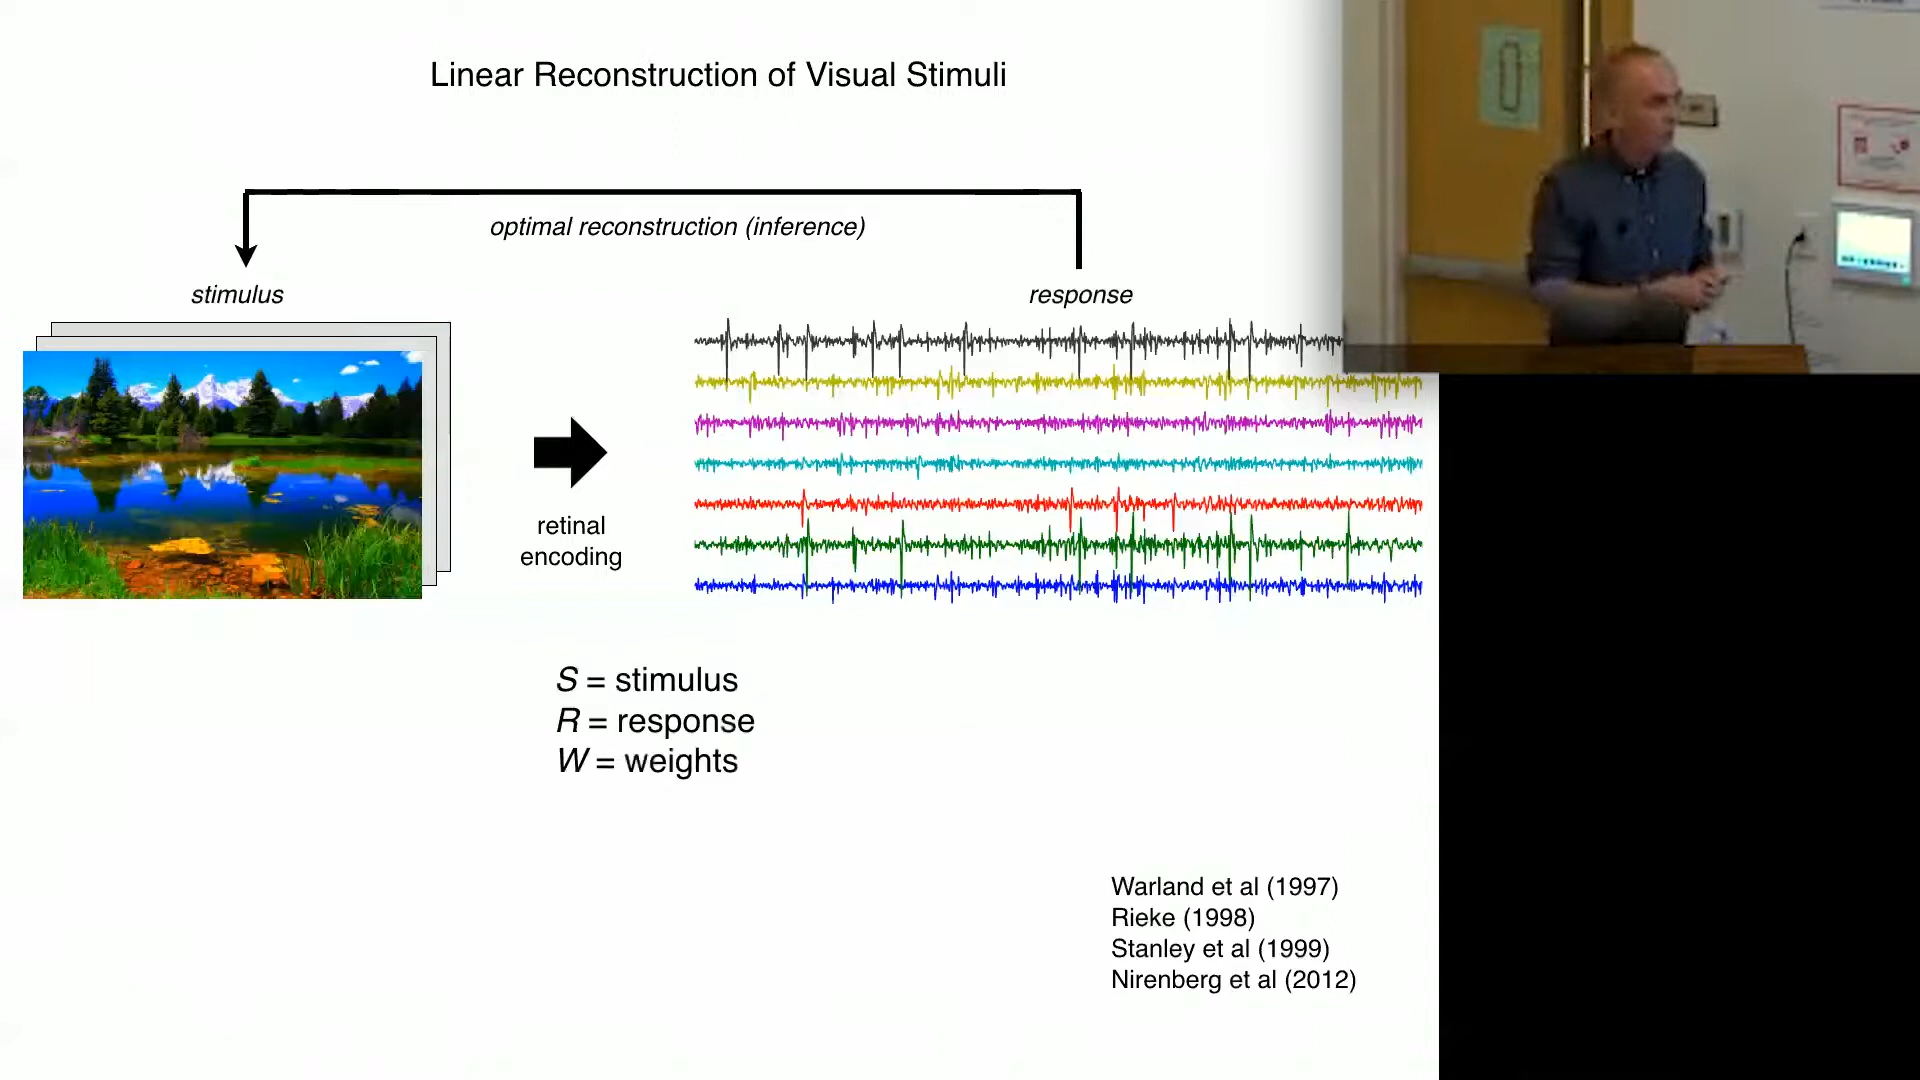 Linear Reconstruction of Visual Stimuli
optimal reconstruction (inference)
stimulus
response
retinal
encoding
S = stimulus
R = response
W = weights
Warland et al (1997)
Rieke (1998)
Stanley et al (1999)
Nirenberg et al (2012)